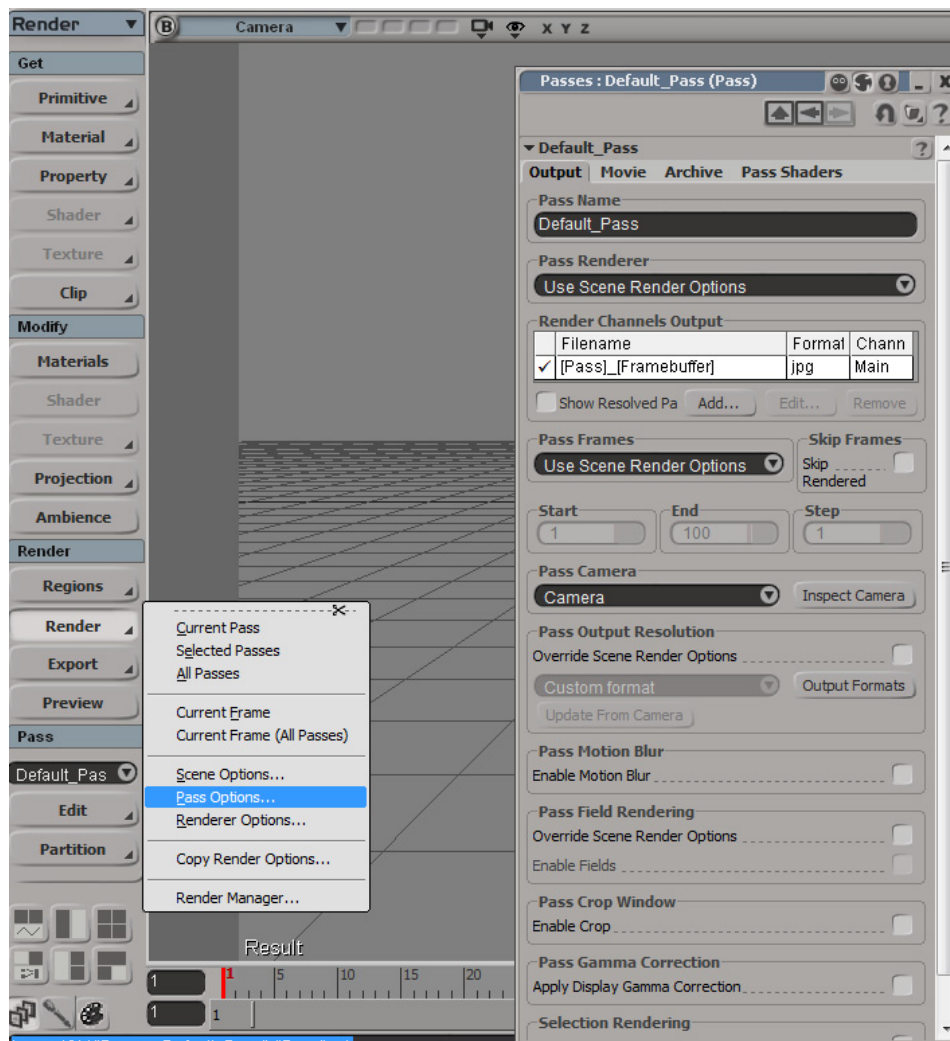 Render
B Camera X Y Z
Get
Primitive
Material
Property
Shader
Texture
Clip
Modify
Materials
Shader
Texture
Projection
Ambience
Render
Regions
Render
Export
Preview
Pass
Default_Pas
Edit
Partition
Current Pass
Selected Passes
All Passes
Current Frame
Current Frame (All Passes)
Scene Options...
Pass Options...
Renderer Options...
Copy Render Options...
Render Manager...
Result
1 1 5 10 15 20
1 1
Passes : Default_Pass (Pass)
Default_Pass
Output Movie Archive Pass Shaders
Pass Name
Default_Pass
Pass Renderer
Use Scene Render Options
Render Channels Output
Filename Format Chann
[Pass]_[Framebuffer] jpg Main
Show Resolved Pa Add... Edit... Remove
Pass Frames Skip Frames
Use Scene Render Options Skip
Rendered
Start End Step
1 100 1
Pass Camera
Camera Inspect Camera
Pass Output Resolution
Override Scene Render Options
Custom format Output Formats
Update From Camera
Pass Motion Blur
Enable Motion Blur
Pass Field Rendering
Override Scene Render Options
Enable Fields
Pass Crop Window
Enable Crop
Pass Gamma Correction
Apply Display Gamma Correction
Selection Rendering